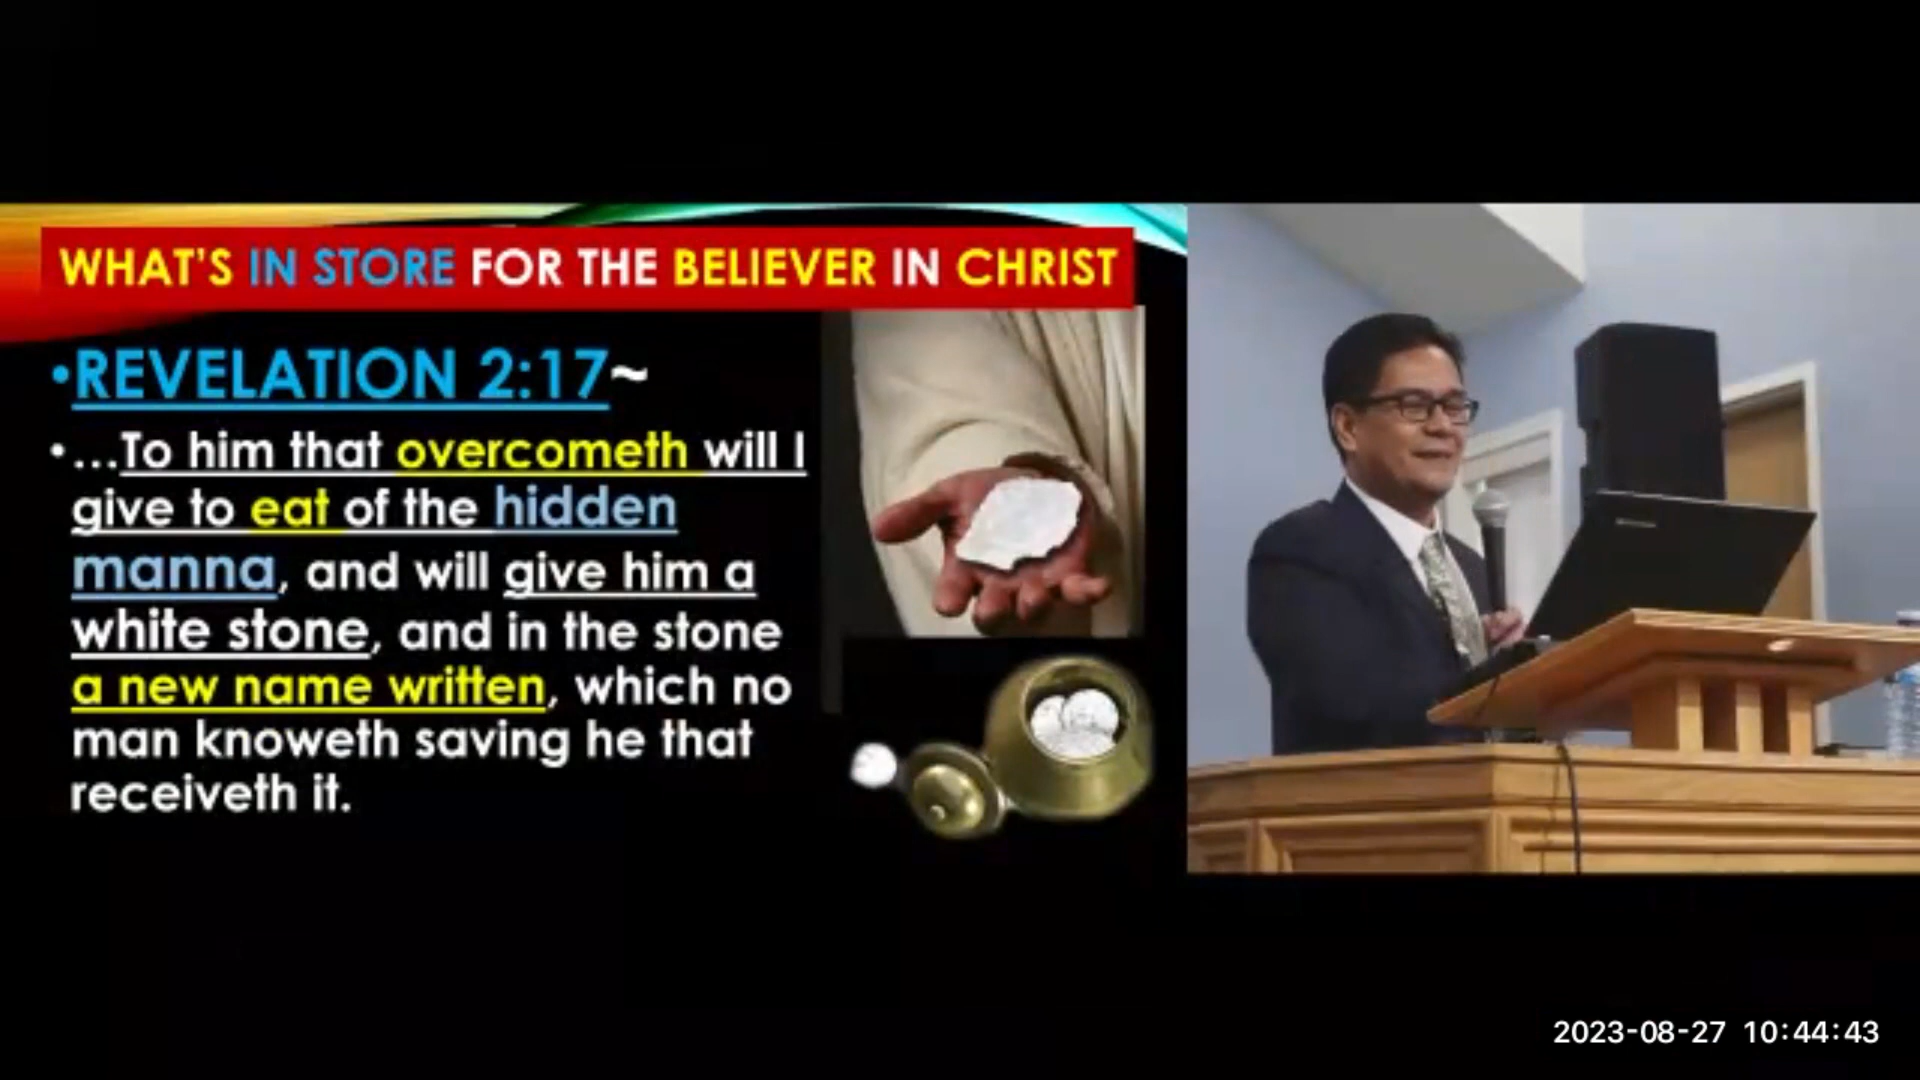 WHAT'S IN STORE FOR THE BELIEVER IN CHRIST
•REVELATION 2:17~
•...To him that overcometh will I
give to eat of the hidden
manna, and will give him a
white stone, and in the stone
a new name written, which no
man knoweth saving he that
receiveth it.
2023-08-27 10:44:43